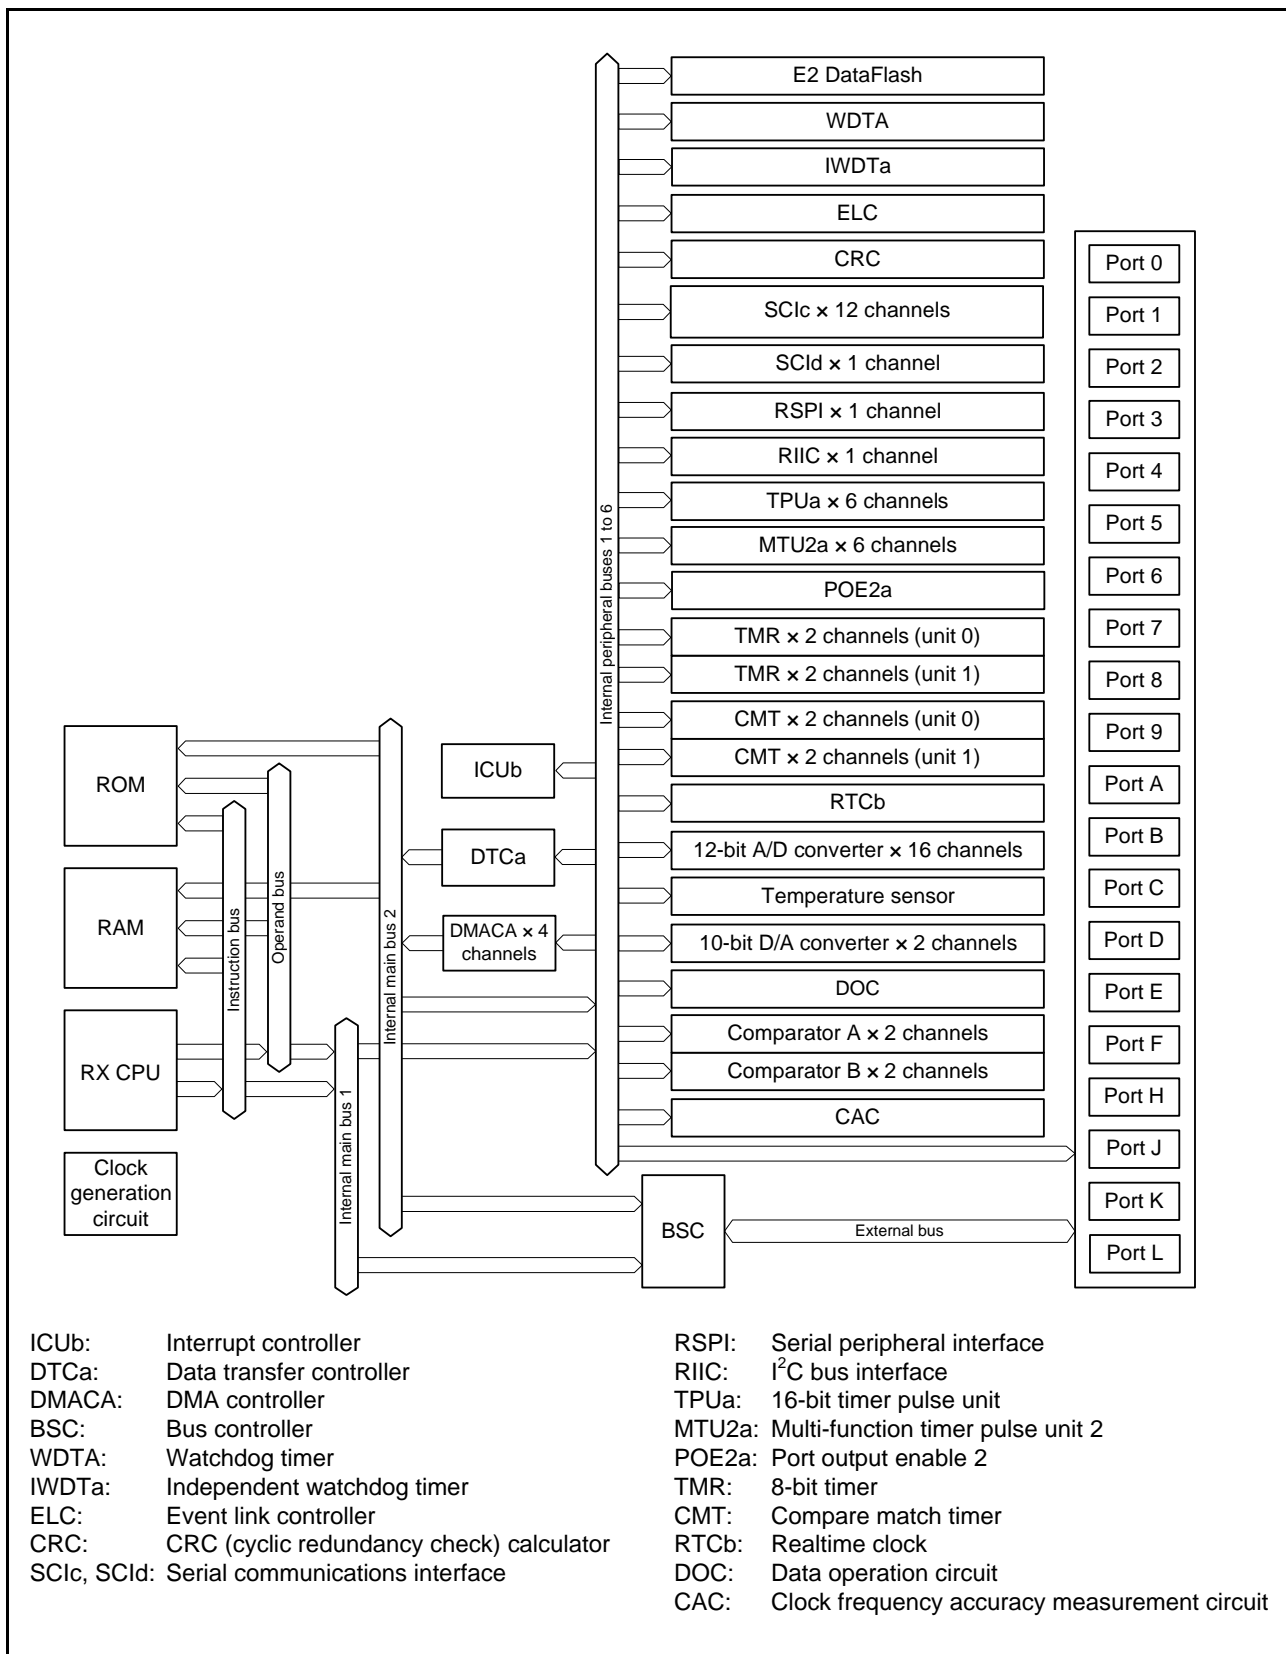 E2 DataFlash
WDTA
IWDTa
ELC
CRC
SCIc × 12 channels
SCId × 1 channel
RSPI × 1 channel
RIIC × 1 channel
TPUa × 6 channels
MTU2a × 6 channels
POE2a
TMR × 2 channels (unit 0)
TMR × 2 channels (unit 1)
CMT × 2 channels (unit 0)
CMT × 2 channels (unit 1)
RTCb
12-bit A/D converter × 16 channels
Temperature sensor
10-bit D/A converter × 2 channels
DOC
Comparator A × 2 channels
Comparator B × 2 channels
CAC
Port 0
Port 1
Port 2
Port 3
Port 4
Port 5
Port 6
Port 7
Port 8
Port 9
Port A
Port B
Port C
Port D
Port E
Port F
Port H
Port J
Port K
Port L
Internal peripheral buses 1 to 6
ROM
RAM
RX CPU
Clock
generation
circuit
Instruction bus
Operand bus
Internal main bus 1
Internal main bus 2
ICUb
DTCa
DMACA × 4
channels
BSC
External bus
ICUb: Interrupt controller
DTCa: Data transfer controller
DMACA: DMA controller
BSC: Bus controller
WDTA: Watchdog timer
IWDTa: Independent watchdog timer
ELC: Event link controller
CRC: CRC (cyclic redundancy check) calculator
SCIc, SCId: Serial communications interface
RSPI: Serial peripheral interface
RIIC: I²C bus interface
TPUa: 16-bit timer pulse unit
MTU2a: Multi-function timer pulse unit 2
POE2a: Port output enable 2
TMR: 8-bit timer
CMT: Compare match timer
RTCb: Realtime clock
DOC: Data operation circuit
CAC: Clock frequency accuracy measurement circuit